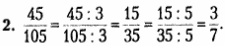 2. 45/105 = 45 : 3/105 : 3 = 15/35 = 15 : 5/35 : 5 = 3/7.